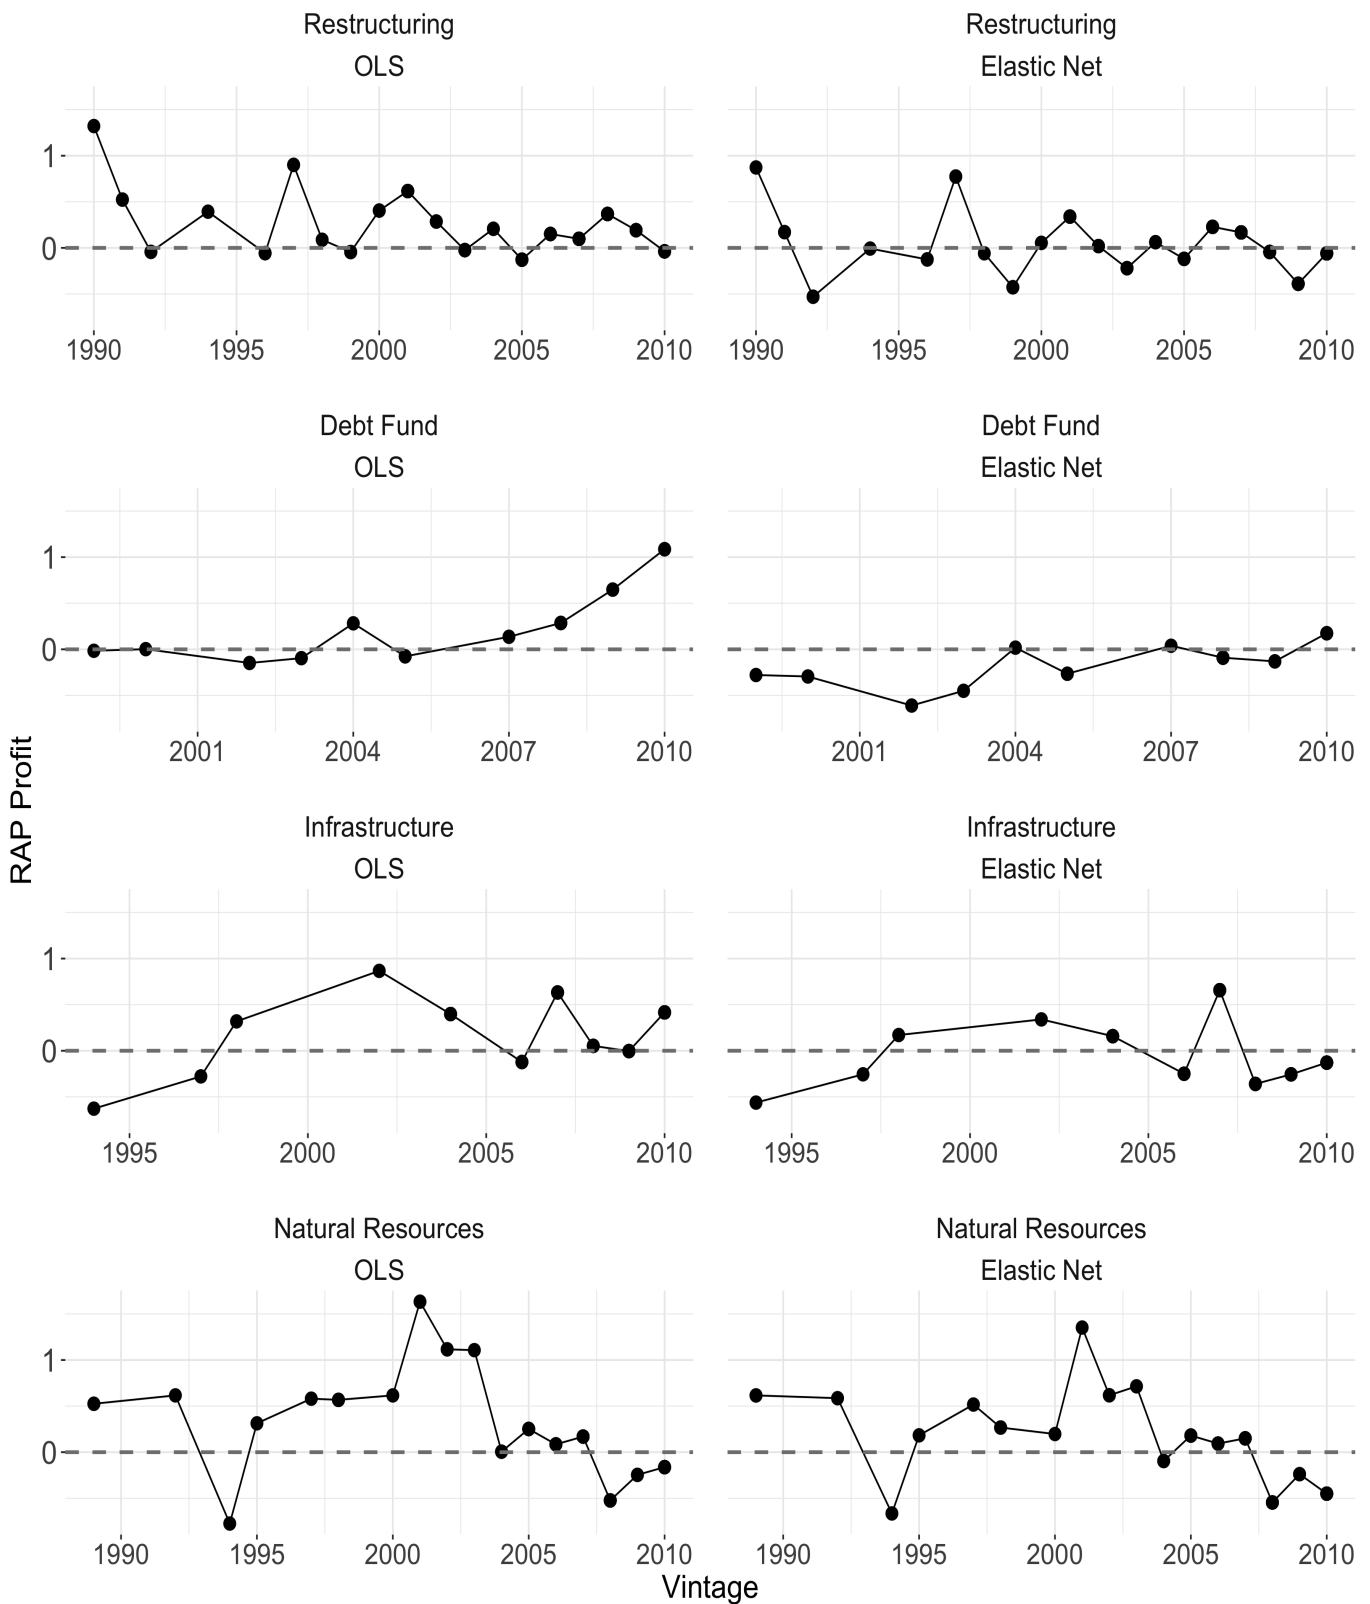 Restructuring Restructuring
OLS Elastic Net
1
0
1990 1995 2000 2005 2010 1990 1995 2000 2005 2010
Debt Fund Debt Fund
OLS Elastic Net
1
0
2001 2004 2007 2010 2001 2004 2007 2010
RAP Profit
Infrastructure Infrastructure
OLS Elastic Net
1
0
1995 2000 2005 2010 1995 2000 2005 2010
Natural Resources Natural Resources
OLS Elastic Net
1
0
1990 1995 2000 2005 2010 1990 1995 2000 2005 2010
Vintage